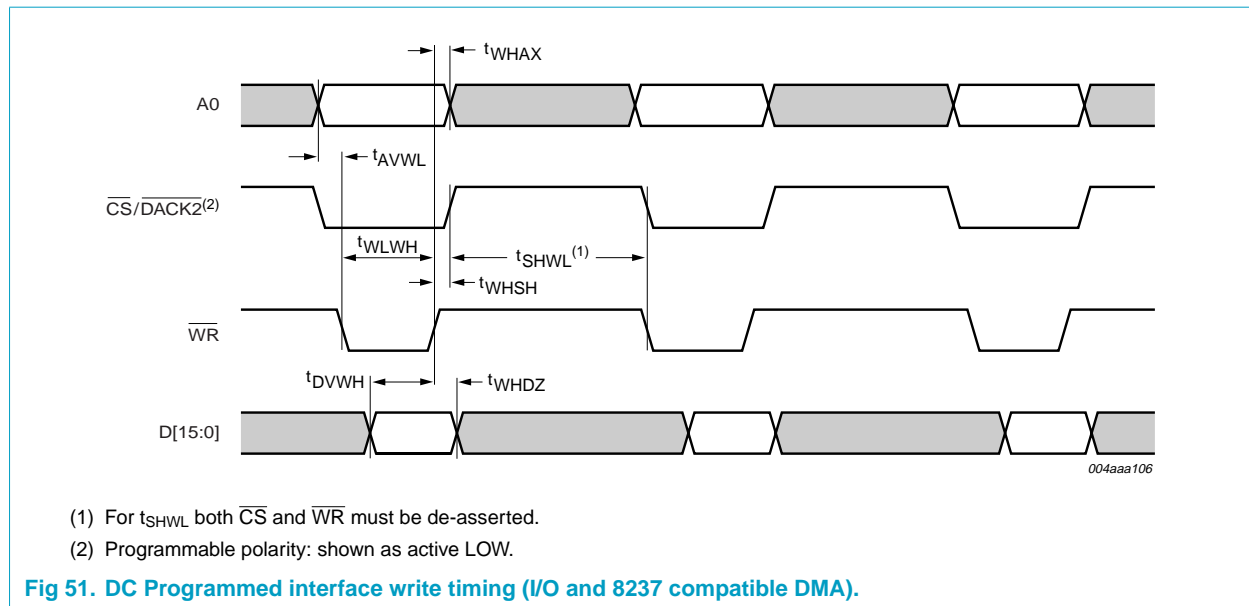 tWHAX
A0
tAVWL
CS/DACK2(2)
tWLWH
tSHWL(1)
tWHSH
WR
tDVWH
tWHDZ
D[15:0]
004aaa106
(1) For tSHWL both CS and WR must be de-asserted.
(2) Programmable polarity: shown as active LOW.
Fig 51. DC Programmed interface write timing (I/O and 8237 compatible DMA).